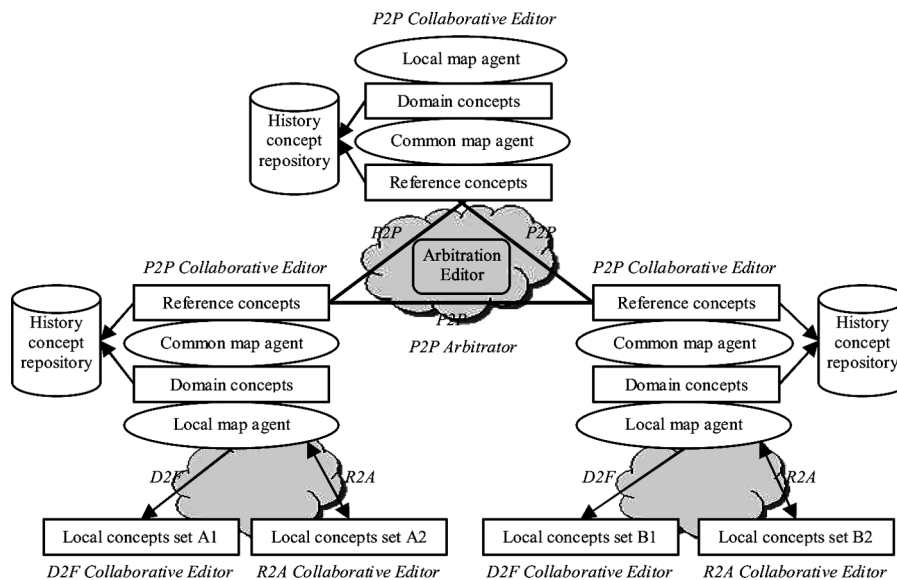 P2P Collaborative Editor
Local map agent
Domain concepts
Common map agent
Reference concepts
History
concept
repository
P2P
P2P
Arbitration
Editor
P2P
P2P Arbitrator
P2P Collaborative Editor
Reference concepts
Common map agent
Domain concepts
Local map agent
History
concept
repository
D2F
R2A
Local concepts set A1
Local concepts set A2
D2F Collaborative Editor
R2A Collaborative Editor
P2P Collaborative Editor
Reference concepts
Common map agent
Domain concepts
Local map agent
History
concept
repository
D2F
R2A
Local concepts set B1
Local concepts set B2
D2F Collaborative Editor
R2A Collaborative Editor